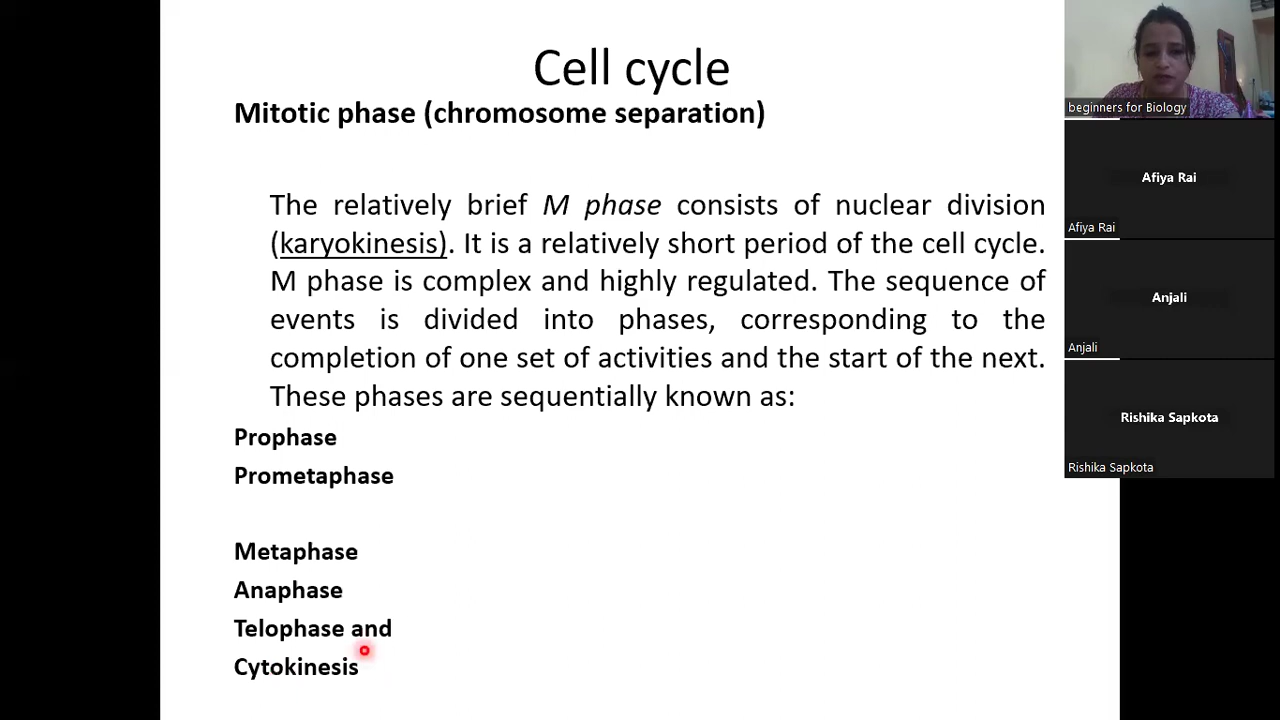 Cell cycle
Mitotic phase (chromosome separation)
The relatively brief M phase consists of nuclear division
(karyokinesis). It is a relatively short period of the cell cycle.
M phase is complex and highly regulated. The sequence of
events is divided into phases, corresponding to the
completion of one set of activities and the start of the next.
These phases are sequentially known as:
Prophase
Prometaphase
Metaphase
Anaphase
Telophase and
Cytokinesis
beginners for Biology
Afiya Rai
Afiya Rai
Anjali
Anjali
Rishika Sapkota
Rishika Sapkota